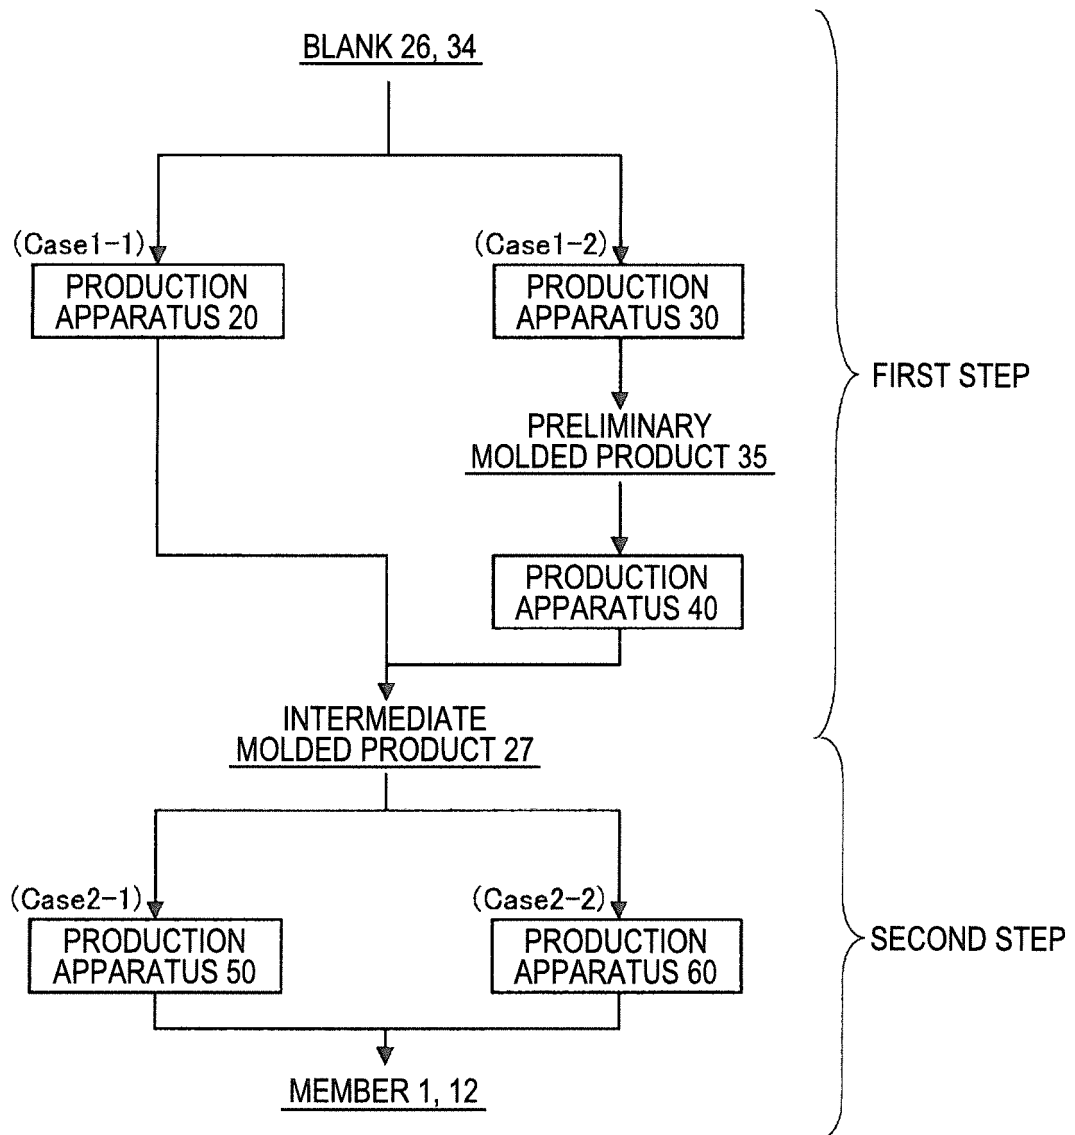 BLANK 26, 34
(Case1-1)
(Case1-2)
PRODUCTION
APPARATUS 20
PRODUCTION
APPARATUS 30
FIRST STEP
PRELIMINARY
MOLDED PRODUCT 35
PRODUCTION
APPARATUS 40
INTERMEDIATE
MOLDED PRODUCT 27
(Case2-1)
(Case2-2)
PRODUCTION
APPARATUS 50
PRODUCTION
APPARATUS 60
SECOND STEP
MEMBER 1, 12